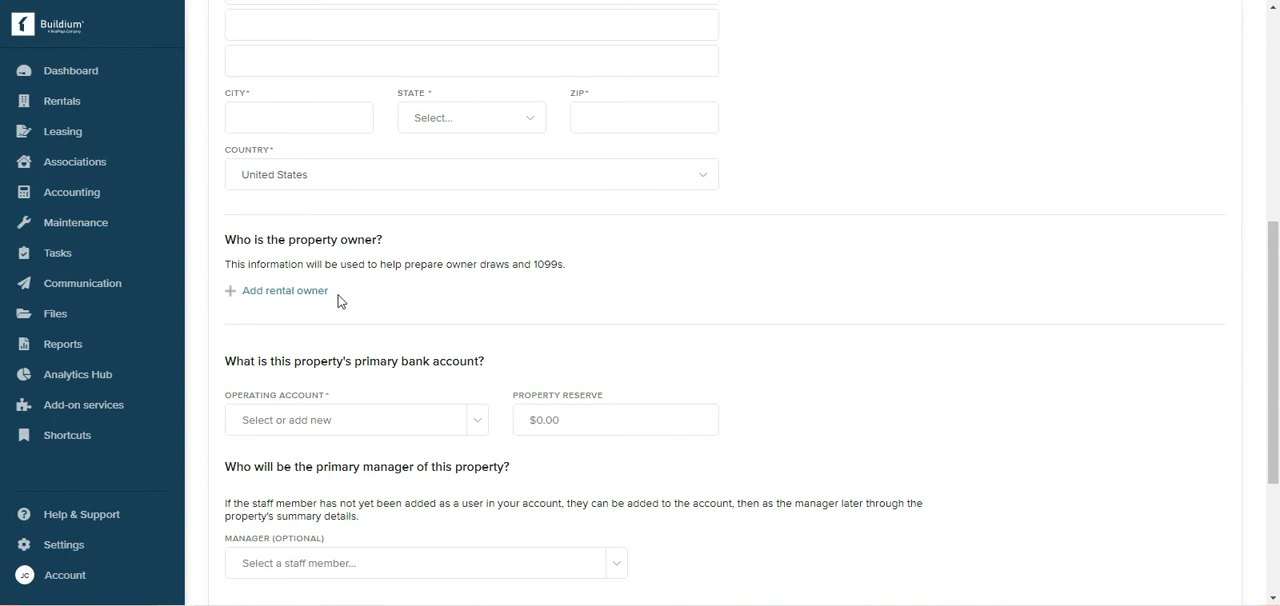 Buildium
A RealPage Company
Dashboard
Rentals
Leasing
Associations
Accounting
Maintenance
Tasks
Communication
Files
Reports
Analytics Hub
Add-on services
Shortcuts
Help & Support
Settings
JC
Account
CITY*
STATE *
ZIP*
Select...
COUNTRY*
United States
Who is the property owner?
This information will be used to help prepare owner draws and 1099s.
Add rental owner
What is this property's primary bank account?
OPERATING ACCOUNT*
PROPERTY RESERVE
Select or add new
$0.00
Who will be the primary manager of this property?
If the staff member has not yet been added as a user in your account, they can be added to the account, then as the manager later through the
property's summary details.
MANAGER (OPTIONAL)
Select a staff member...